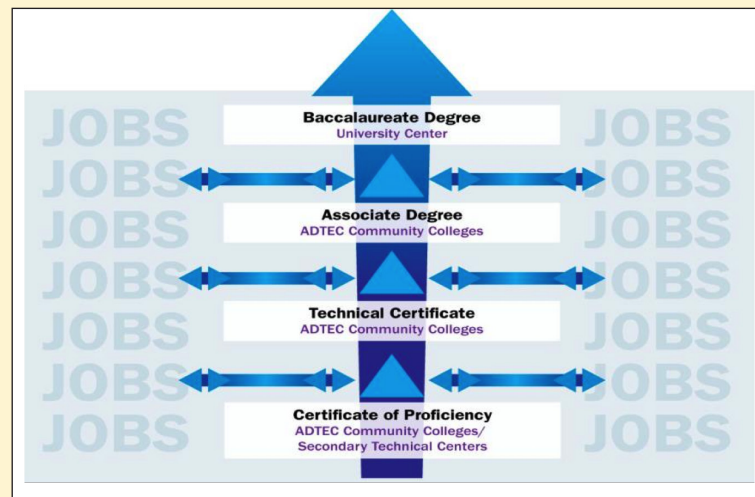 JOBS
JOBS
JOBS
JOBS
JOBS
JOBS
JOBS
Baccalaureate Degree
University Center
Associate Degree
ADTEC Community Colleges
Technical Certificate
ADTEC Community Colleges
Certificate of Proficiency
ADTEC Community Colleges/
Secondary Technical Centers
JOBS
JOBS
JOBS
JOBS
JOBS
JOBS
JOBS